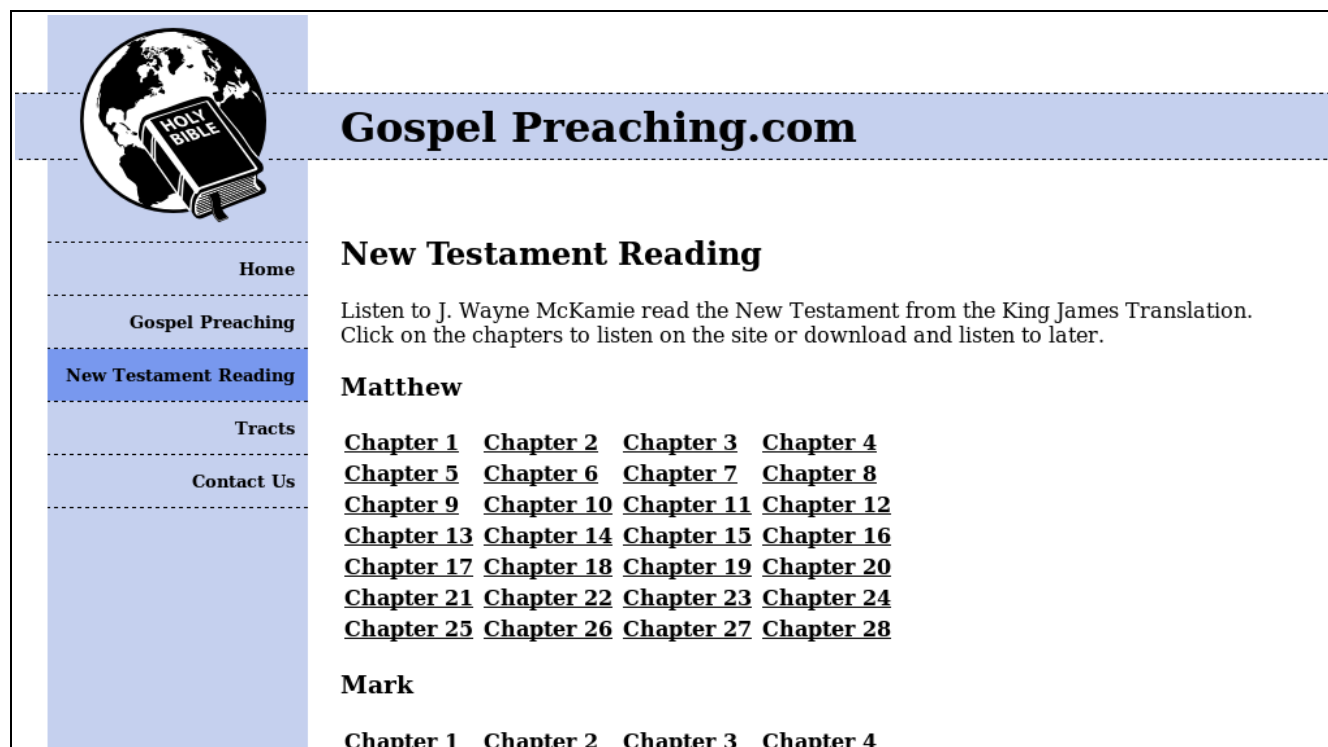 HOLY
BIBLE
Gospel Preaching.com
Home
Gospel Preaching
New Testament Reading
Tracts
Contact Us
New Testament Reading
Listen to J. Wayne McKamie read the New Testament from the King James Translation.
Click on the chapters to listen on the site or download and listen to later.
Matthew
Chapter 1 Chapter 2 Chapter 3 Chapter 4
Chapter 5 Chapter 6 Chapter 7 Chapter 8
Chapter 9 Chapter 10 Chapter 11 Chapter 12
Chapter 13 Chapter 14 Chapter 15 Chapter 16
Chapter 17 Chapter 18 Chapter 19 Chapter 20
Chapter 21 Chapter 22 Chapter 23 Chapter 24
Chapter 25 Chapter 26 Chapter 27 Chapter 28
Mark
Chapter 1 Chapter 2 Chapter 3 Chapter 4